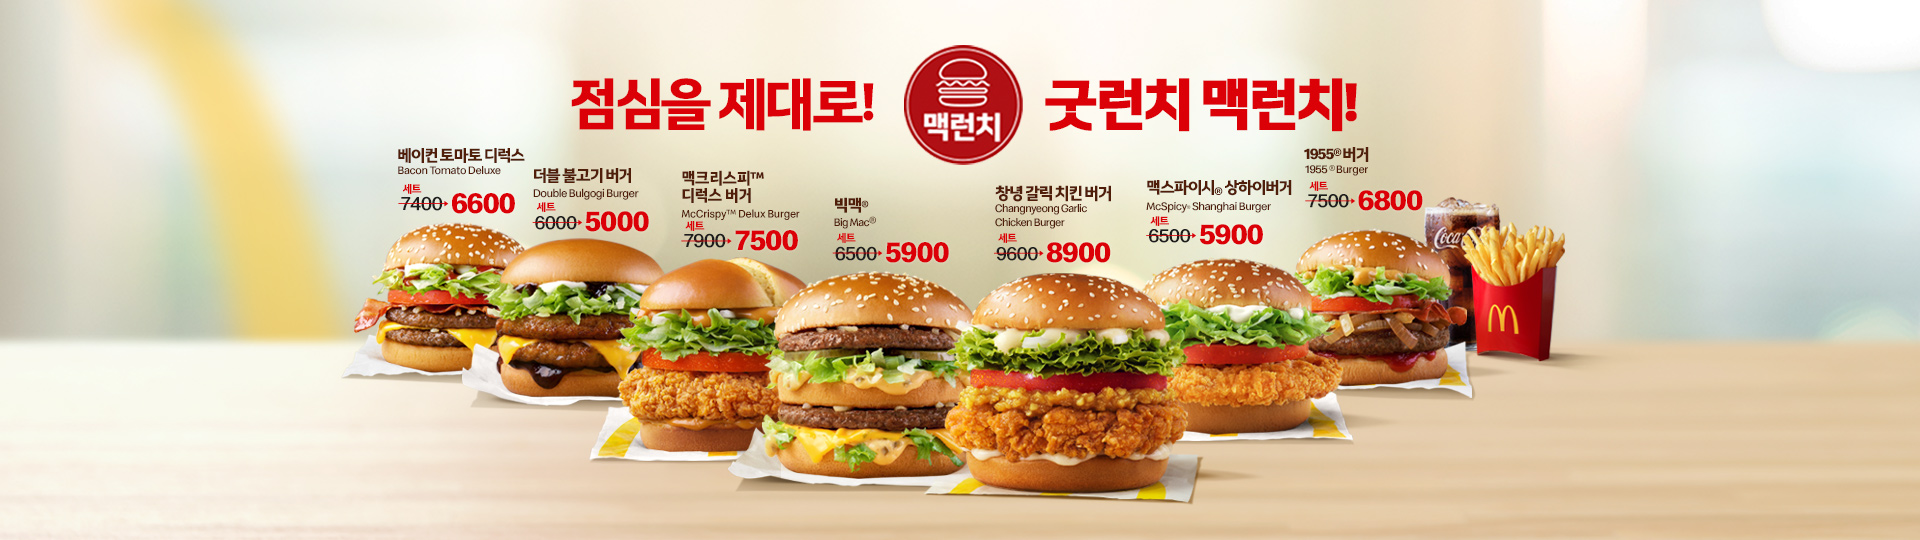 점심을 제대로!
맥런치
굿런치 맥런치!
베이컨 토마토 디럭스
Bacon Tomato Deluxe
세트
7400 6600
더블 불고기 버거
Double Bulgogi Burger
세트
6000 5000
맥크리스피™
디럭스 버거
McCrispy™ Delux Burger
세트
7900 7500
빅맥®
Big Mac®
세트
6500 5900
창녕 갈릭 치킨 버거
Changnyeong Garlic
Chicken Burger
세트
9600 8900
맥스파이시® 상하이버거
McSpicy® Shanghai Burger
세트
6500 5900
1955® 버거
1955® Burger
세트
7500 6800
Coca